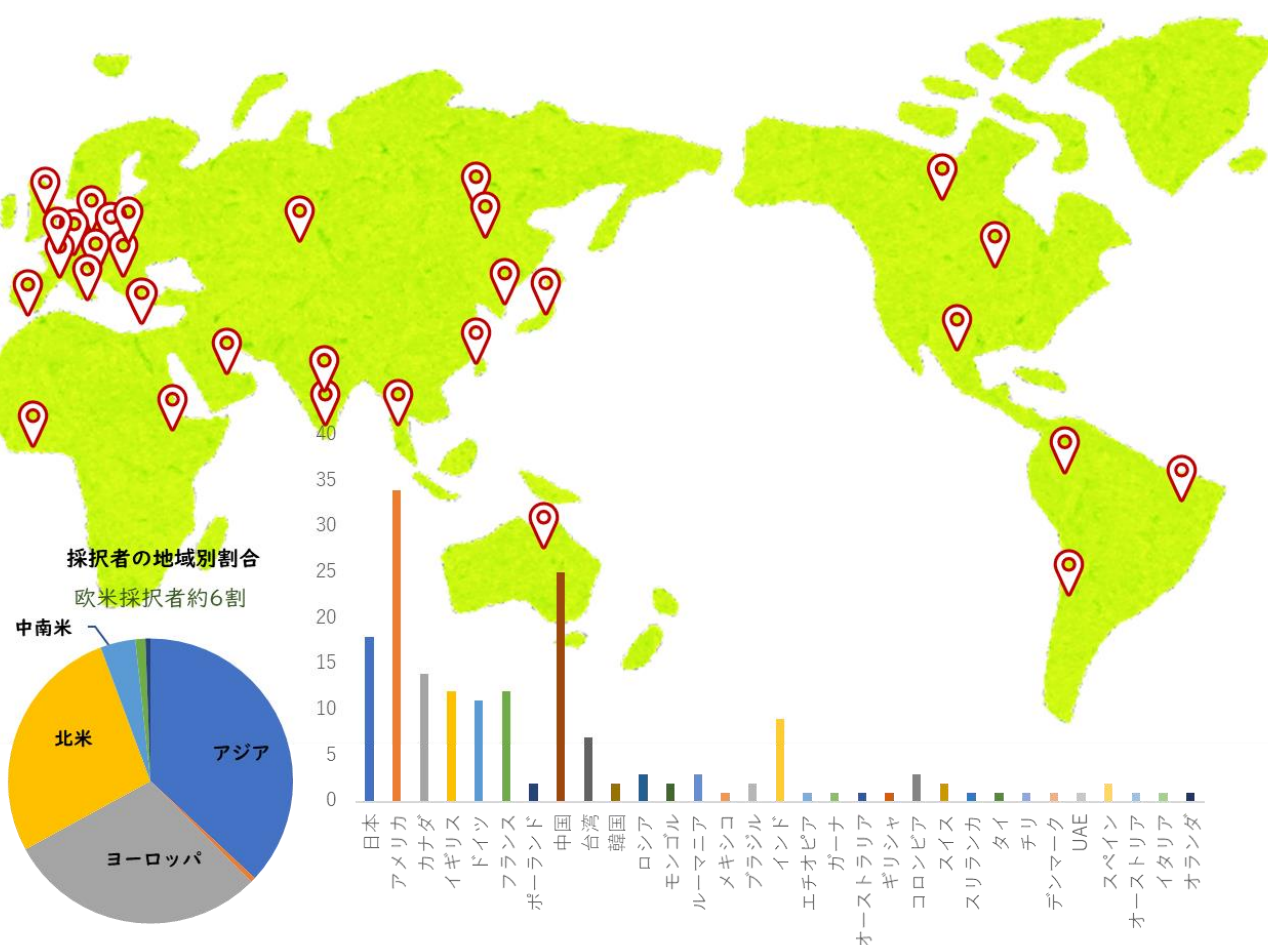 採択者の地域別割合
欧米採択者約6割
中南米
北米
アジア
ヨーロッパ
40
35
30
25
20
15
10
5
0
日本
アメリカ
カナダ
イギリス
ドイツ
フランス
ポーランド
中国
台湾
韓国
ロシア
モンゴル
ルーマニア
メキシコ
ブラジル
インド
エチオピア
ガーナ
オーストラリア
ギリシャ
コロンビア
スイス
スリランカ
タイ
チリ
デンマーク
UAE
スペイン
オーストリア
イタリア
オランダ